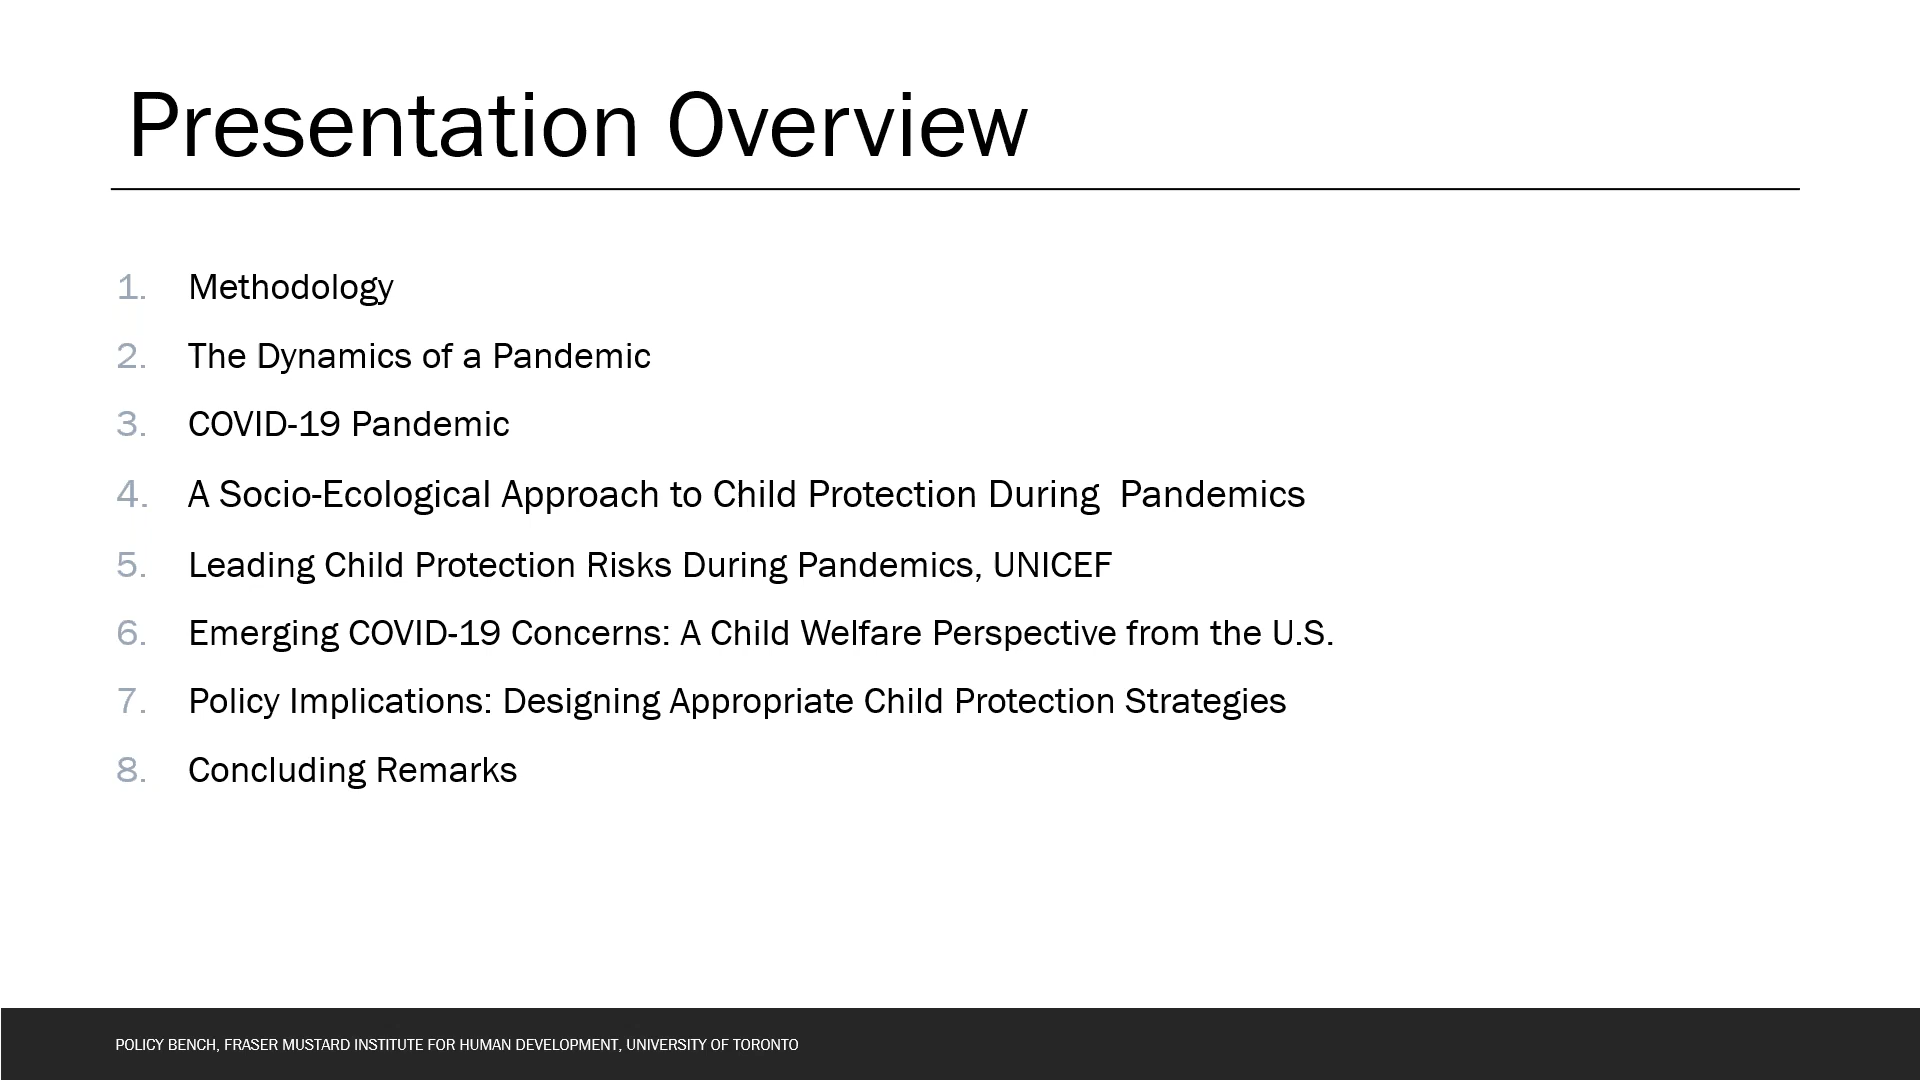 Presentation Overview
1. Methodology
2. The Dynamics of a Pandemic
3. COVID-19 Pandemic
4. A Socio-Ecological Approach to Child Protection During  Pandemics
5. Leading Child Protection Risks During Pandemics, UNICEF
6. Emerging COVID-19 Concerns: A Child Welfare Perspective from the U.S.
7. Policy Implications: Designing Appropriate Child Protection Strategies
8. Concluding Remarks
POLICY BENCH, FRASER MUSTARD INSTITUTE FOR HUMAN DEVELOPMENT, UNIVERSITY OF TORONTO